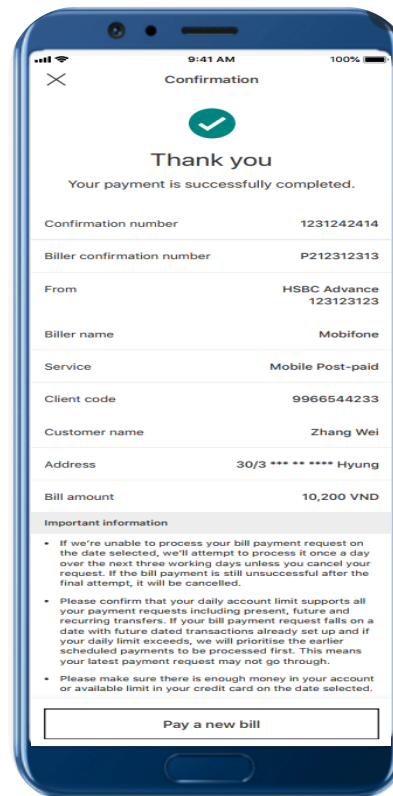 9:41 AM 100%
Confirmation
Thank you
Your payment is successfully completed.
Confirmation number 1231242414
Biller confirmation number P212312313
From HSBC Advance
123123123
Biller name Mobifone
Service Mobile Post-paid
Client code 9966544233
Customer name Zhang Wei
Address 30/3 *** ** **** Hyung
Bill amount 10,200 VND
Important information
• If we're unable to process your bill payment request on
the date selected, we'll attempt to process it once a day
over the next three working days unless you cancel your
request. If the bill payment is still unsuccessful after the
final attempt, it will be cancelled.
• Please confirm that your daily account limit supports all
your payment requests including present, future and
recurring transfers. If your bill payment request falls on a
date with future dated transactions already set up and if
your daily limit exceeds, we will prioritise the earlier
scheduled payments to be processed first. This means
your latest payment request may not go through.
• Please make sure there is enough money in your account
or available limit in your credit card on the date selected.
Pay a new bill